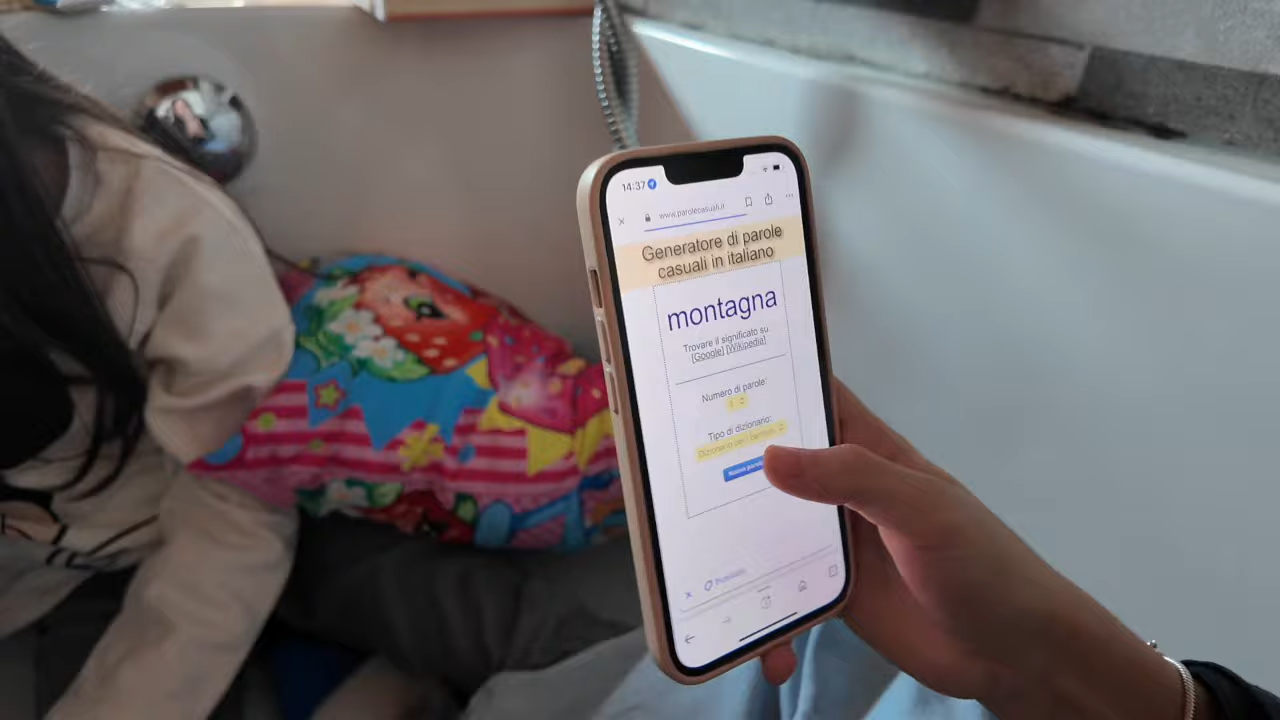 14:37
www.parolecasuali.it
Generatore di parole
casuali in italiano
montagna
Trovare il significato su
[Google] [Wikipedia]
Numero di parole:
1
Tipo di dizionario: